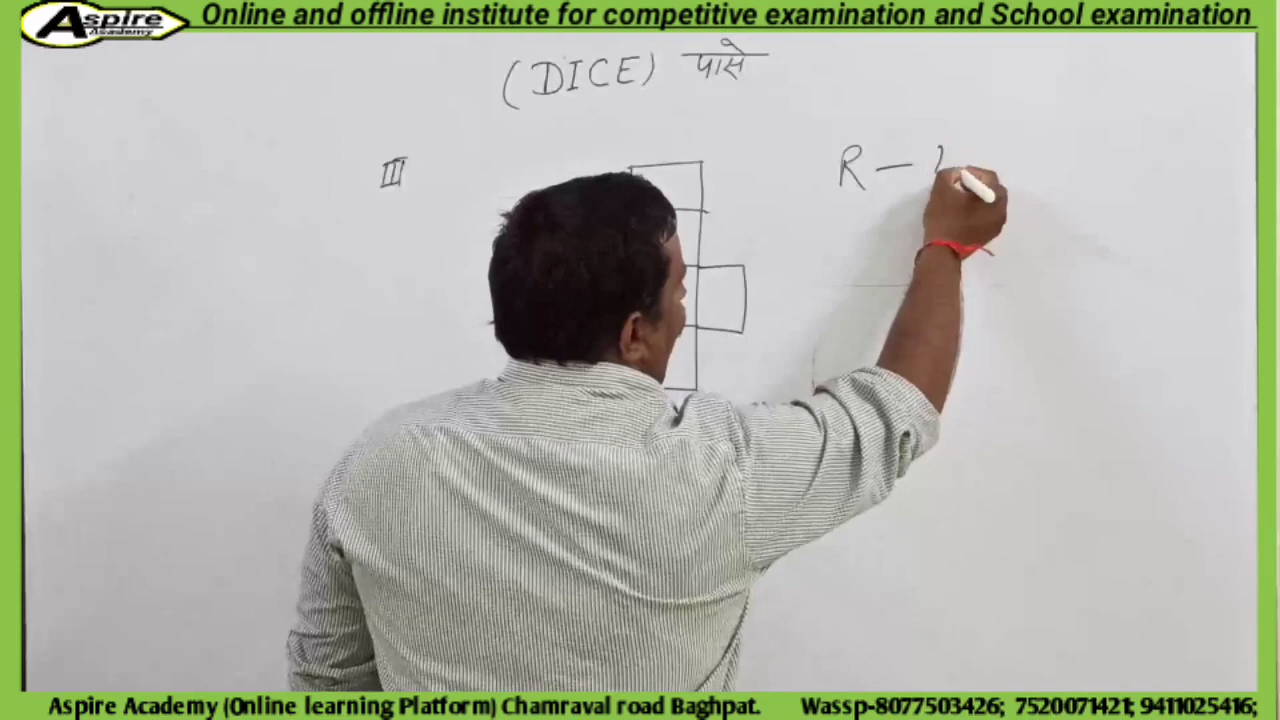 Aspire
Academy
Online and offline institute for competitive examination and School examination
(DICE) पासे
III
R –
Aspire Academy (Online learning Platform) Chamraval road Baghpat. Wassp-8077503426; 7520071421; 9411025416;